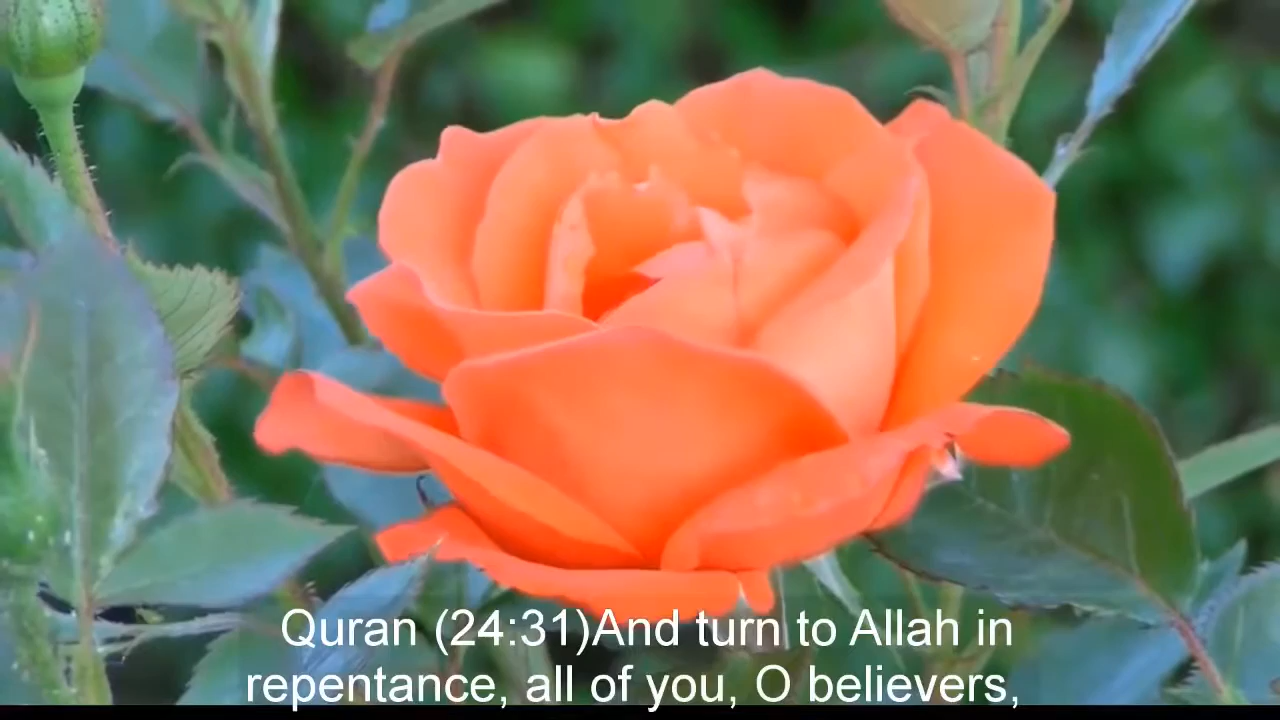 Quran (24:31)And turn to Allah in
repentance, all of you, O believers,